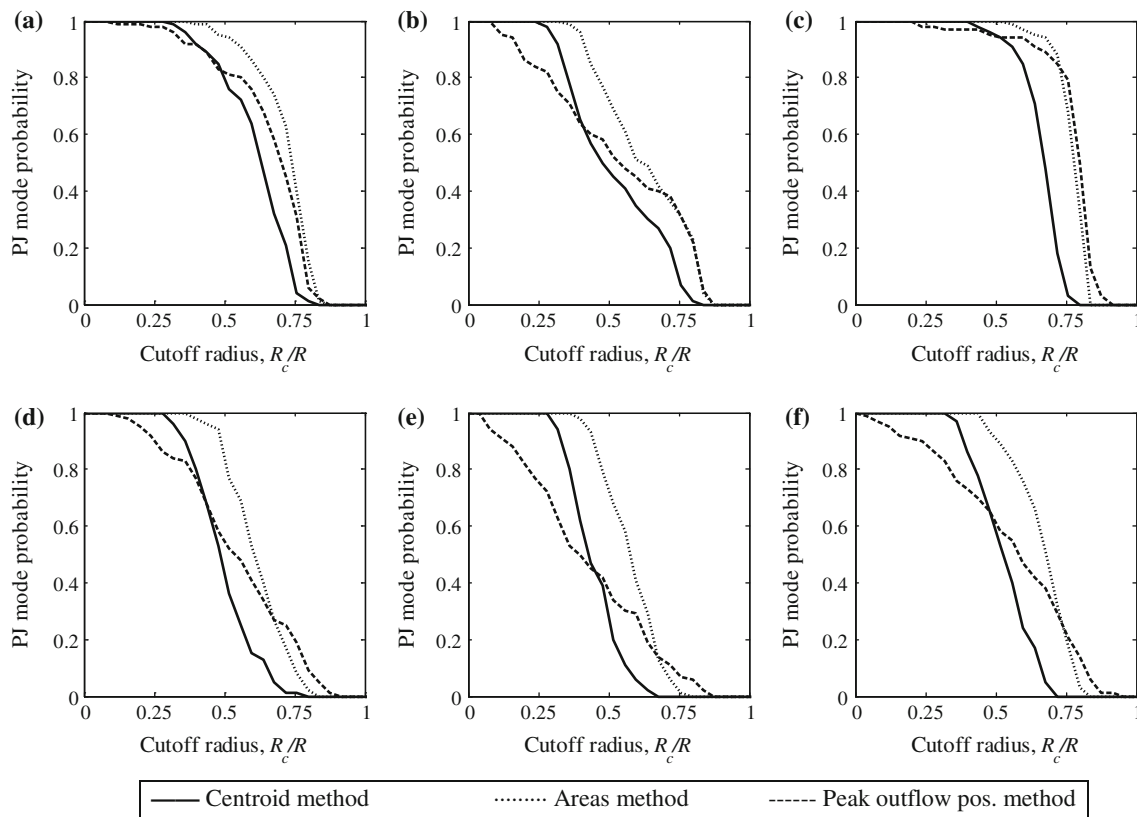 (a)
1
0.8
0.6
0.4
0.2
0
PJ mode probability
0 0.25 0.5 0.75 1
Cutoff radius, R_c/R
(b)
1
0.8
0.6
0.4
0.2
0
PJ mode probability
0 0.25 0.5 0.75 1
Cutoff radius, R_c/R
(c)
1
0.8
0.6
0.4
0.2
0
PJ mode probability
0 0.25 0.5 0.75 1
Cutoff radius, R_c/R
(d)
1
0.8
0.6
0.4
0.2
0
PJ mode probability
0 0.25 0.5 0.75 1
Cutoff radius, R_c/R
(e)
1
0.8
0.6
0.4
0.2
0
PJ mode probability
0 0.25 0.5 0.75 1
Cutoff radius, R_c/R
(f)
1
0.8
0.6
0.4
0.2
0
PJ mode probability
0 0.25 0.5 0.75 1
Cutoff radius, R_c/R
Centroid method Areas method Peak outflow pos. method